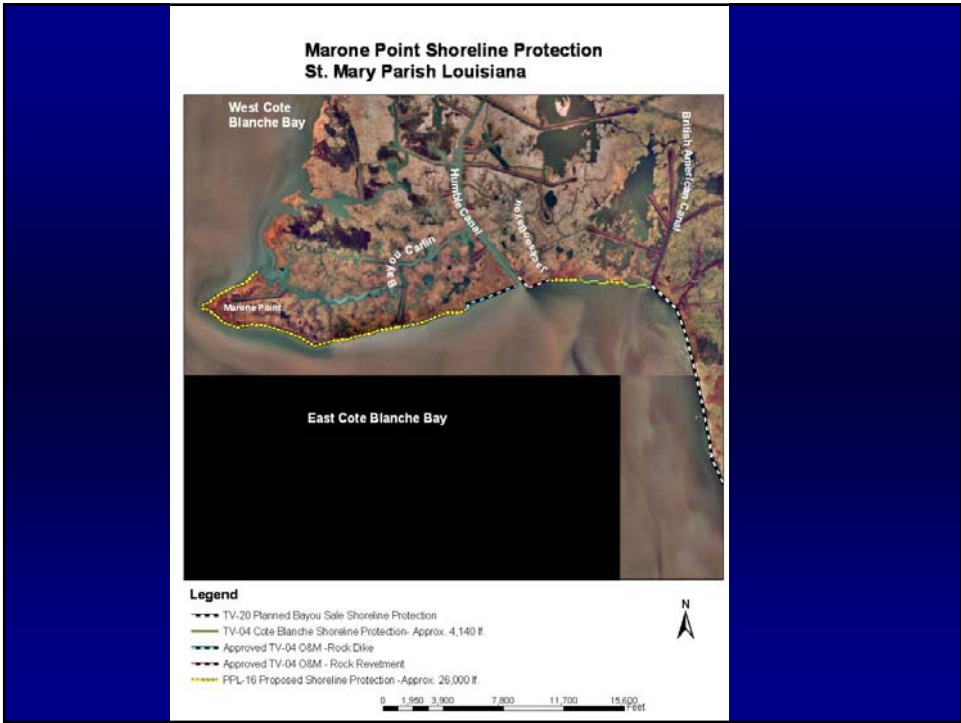 Marone Point Shoreline Protection
St. Mary Parish Louisiana
West Cote
Blanche Bay
British American Canal
Humble Canal
Jackson Bayou
Bayou Carlin
Marone Point
East Cote Blanche Bay
Legend
TV-20 Planned Bayou Sale Shoreline Protection
TV-04 Cote Blanche Shoreline Protection- Approx. 4,140 lf.
Approved TV-04 O&M -Rock Dike
Approved TV-04 O&M - Rock Revetment
PPL-16 Proposed Shoreline Protection -Approx. 26,000 lf.
N
0 1,950 3,900 7,800 11,700 15,600
Feet